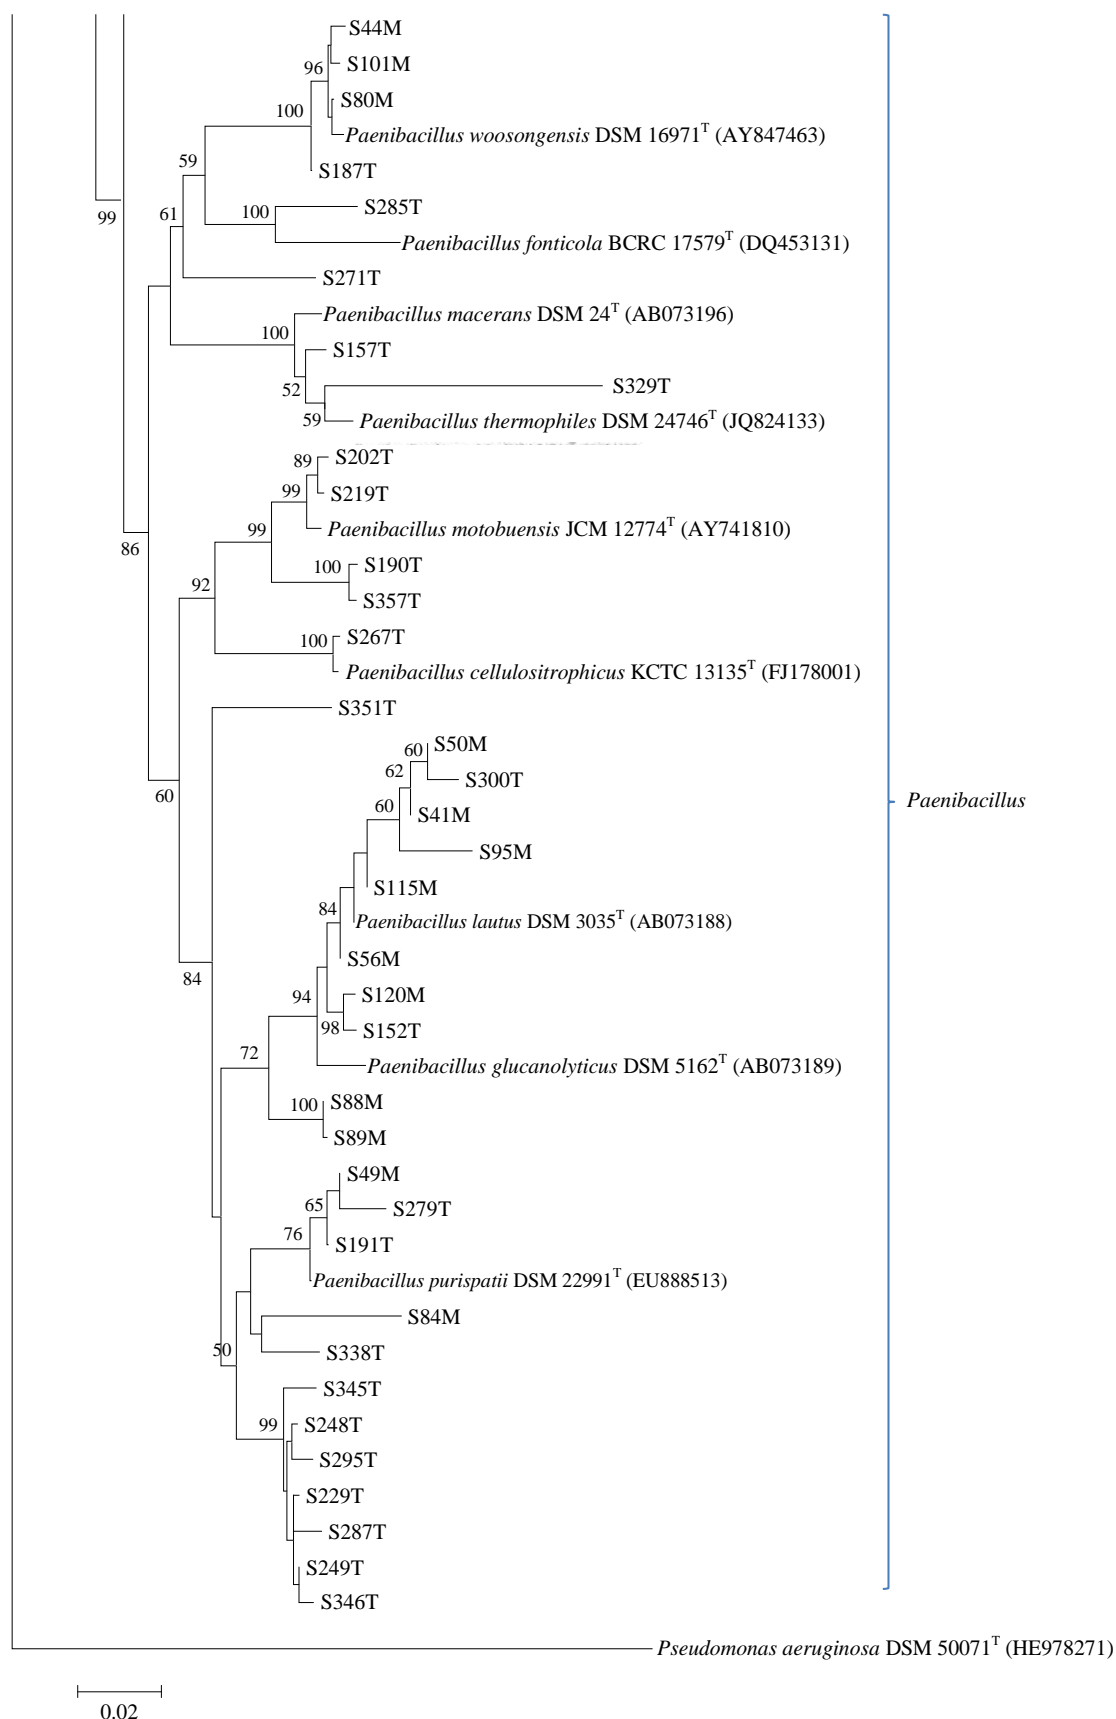 S44M
S101M
96
S80M
100
Paenibacillus woosongensis DSM 16971T (AY847463)
59
S187T
S285T
99
61
100
Paenibacillus fonticola BCRC 17579T (DQ453131)
S271T
Paenibacillus macerans DSM 24T (AB073196)
100
S157T
S329T
52
59
Paenibacillus thermophiles DSM 24746T (JQ824133)
S202T
89
S219T
99
Paenibacillus motobuensis JCM 12774T (AY741810)
99
86
S190T
100
92
S357T
S267T
100
Paenibacillus cellulositrophicus KCTC 13135T (FJ178001)
S351T
S50M
60
62
S300T
60
60
S41M
Paenibacillus
S95M
S115M
84
Paenibacillus lautus DSM 3035T (AB073188)
S56M
84
94
S120M
98
S152T
72
Paenibacillus glucanolyticus DSM 5162T (AB073189)
100
S88M
S89M
S49M
65
S279T
76
S191T
Paenibacillus purispatii DSM 22991T (EU888513)
S84M
50
S338T
S345T
99
S248T
S295T
S229T
S287T
S249T
S346T
Pseudomonas aeruginosa DSM 50071T (HE978271)
0.02